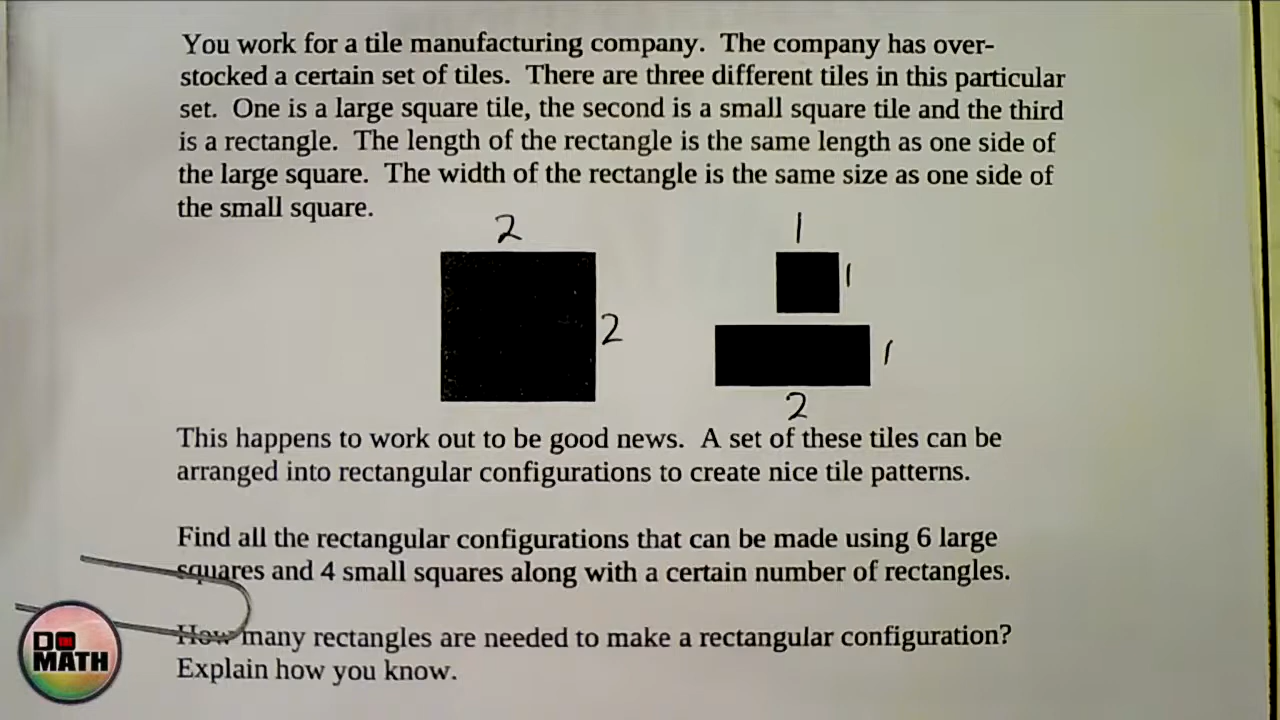 You work for a tile manufacturing company. The company has over-
stocked a certain set of tiles. There are three different tiles in this particular
set. One is a large square tile, the second is a small square tile and the third
is a rectangle. The length of the rectangle is the same length as one side of
the large square. The width of the rectangle is the same size as one side of
the small square.
2
1
1
2
1
2
This happens to work out to be good news. A set of these tiles can be
arranged into rectangular configurations to create nice tile patterns.
Find all the rectangular configurations that can be made using 6 large
squares and 4 small squares along with a certain number of rectangles.
How many rectangles are needed to make a rectangular configuration?
Explain how you know.
DO THE
MATH